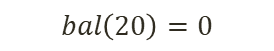 bal(20) = 0